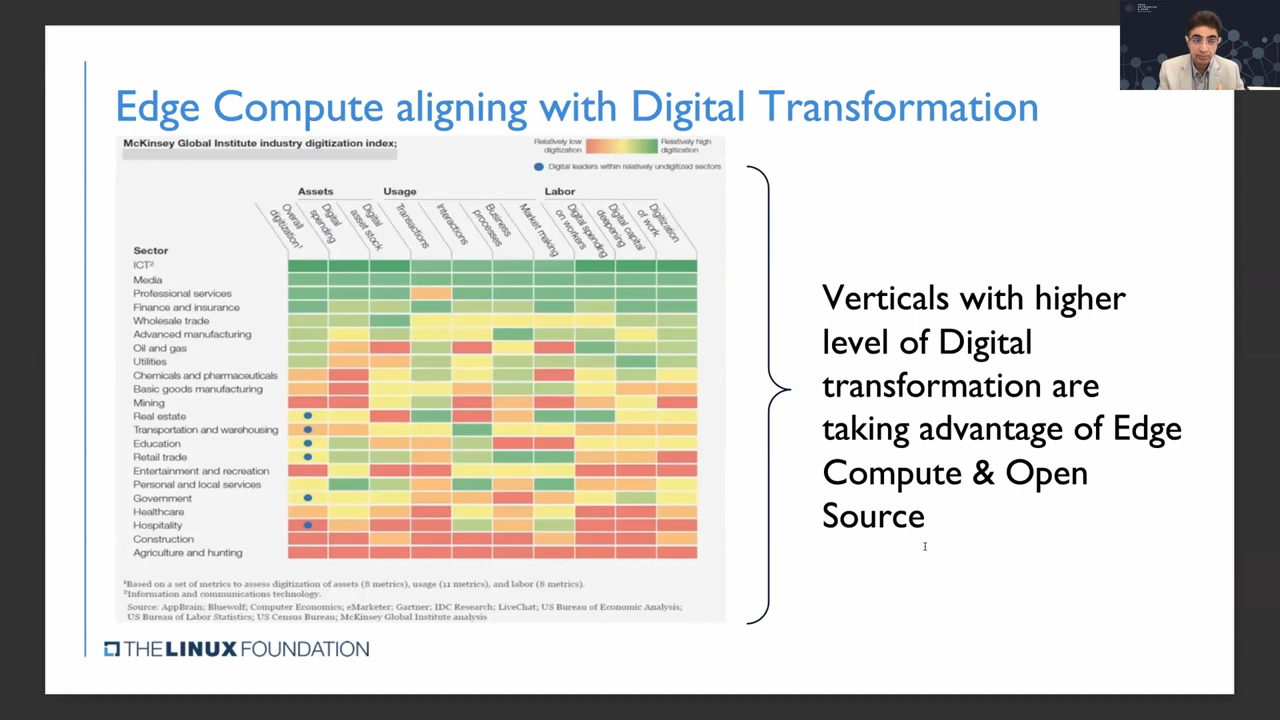 Edge Compute aligning with Digital Transformation
McKinsey Global Institute industry digitization index;
Relatively low
digitization
Relatively high
digitization
Digital leaders within relatively undigitized sectors
Assets
Usage
Labor
Overall
digitization¹
Digital
spending
Digital
asset stock
Transactions
Interactions
Business
processes
Market making
Digital spending
on workers
Digital capital
deepening
Digitization
of work
Sector
ICT²
Media
Professional services
Finance and insurance
Wholesale trade
Advanced manufacturing
Oil and gas
Utilities
Chemicals and pharmaceuticals
Basic goods manufacturing
Mining
Real estate
Transportation and warehousing
Education
Retail trade
Entertainment and recreation
Personal and local services
Government
Healthcare
Hospitality
Construction
Agriculture and hunting
¹Based on a set of metrics to assess digitization of assets (8 metrics), usage (11 metrics), and labor (8 metrics).
²Information and communications technology.
Source: AppBrain; Bluewolf; Computer Economics; eMarketer; Gartner; IDC Research; LiveChat; US Bureau of Economic Analysis;
US Bureau of Labor Statistics; US Census Bureau; McKinsey Global Institute analysis
Verticals with higher
level of Digital
transformation are
taking advantage of Edge
Compute & Open
Source
THE LINUX FOUNDATION